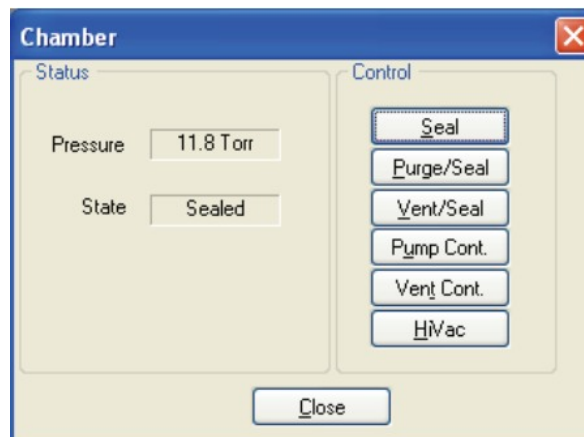 Chamber
Status
Pressure 11.8 Torr
State Sealed
Control
Seal
Purge/Seal
Vent/Seal
Pump Cont.
Vent Cont.
HiVac
Close